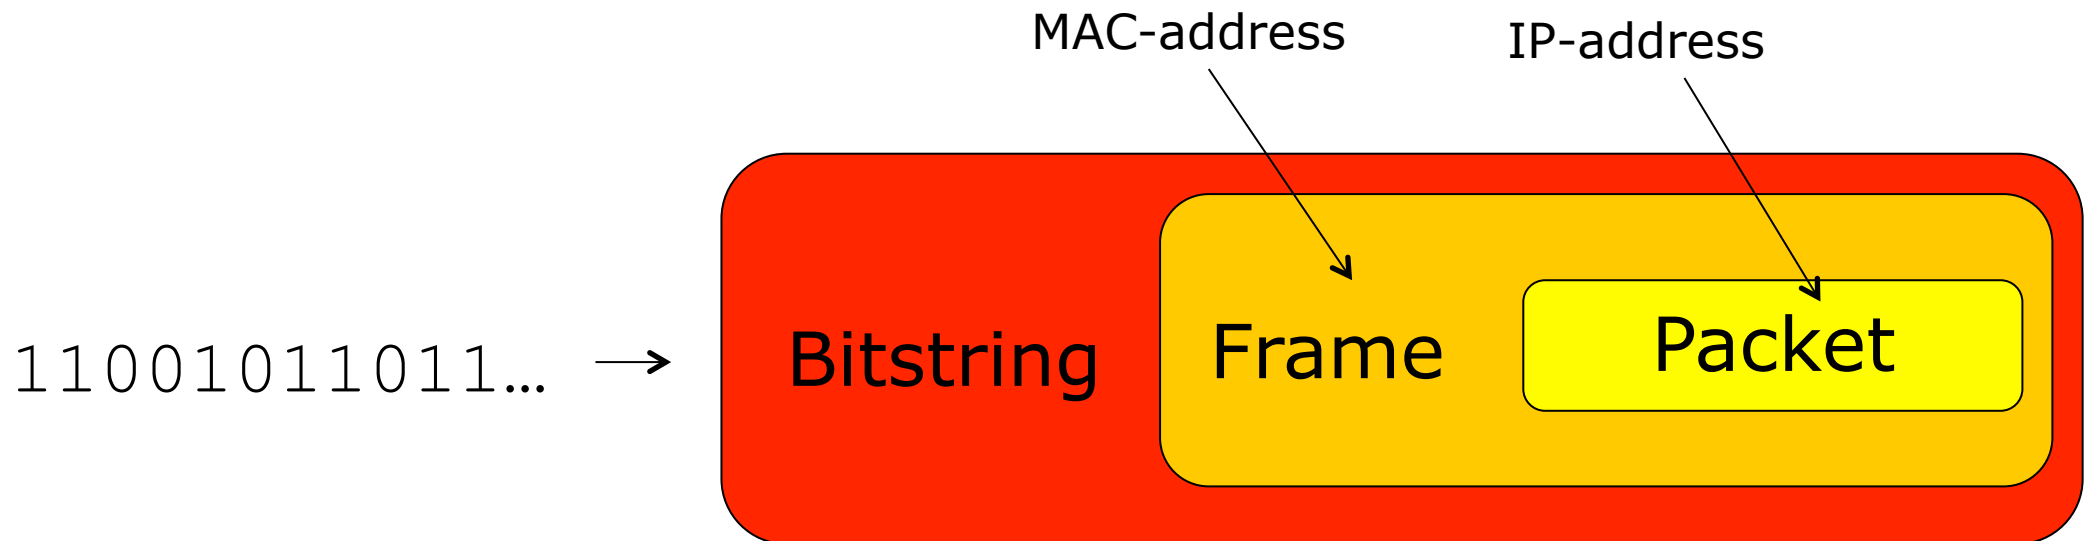 MAC-address
IP-address
11001011011...
Bitstring
Frame
Packet